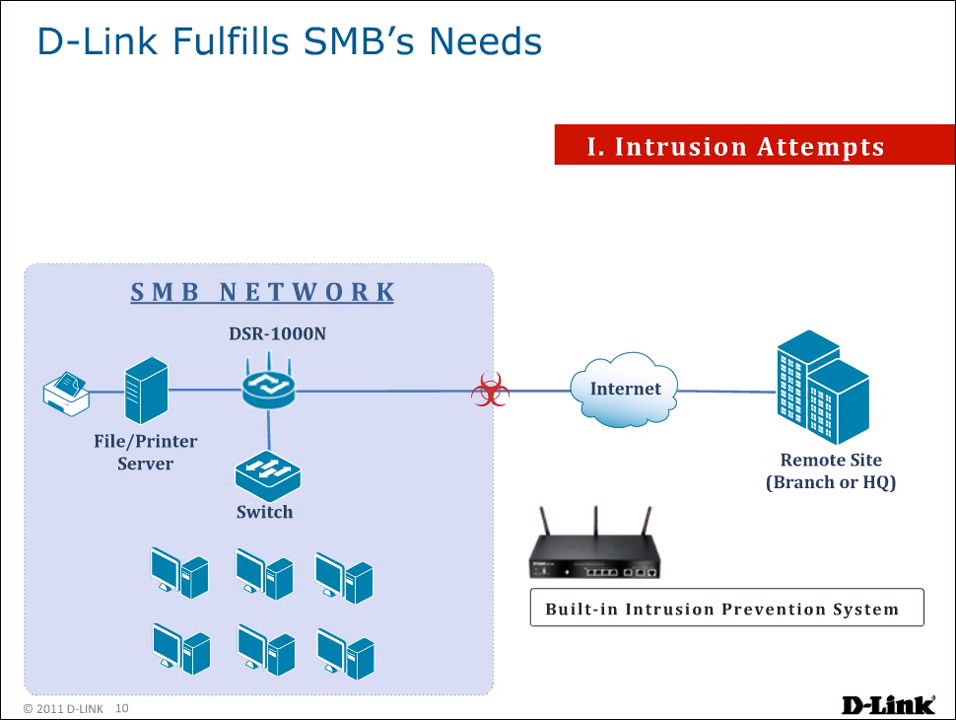 D-Link Fulfills SMB’s Needs
I. Intrusion Attempts
SMB NETWORK
DSR-1000N
Internet
File/Printer
Server
Remote Site
(Branch or HQ)
Switch
Built-in Intrusion Prevention System
© 2011 D-LINK 10
D-Link